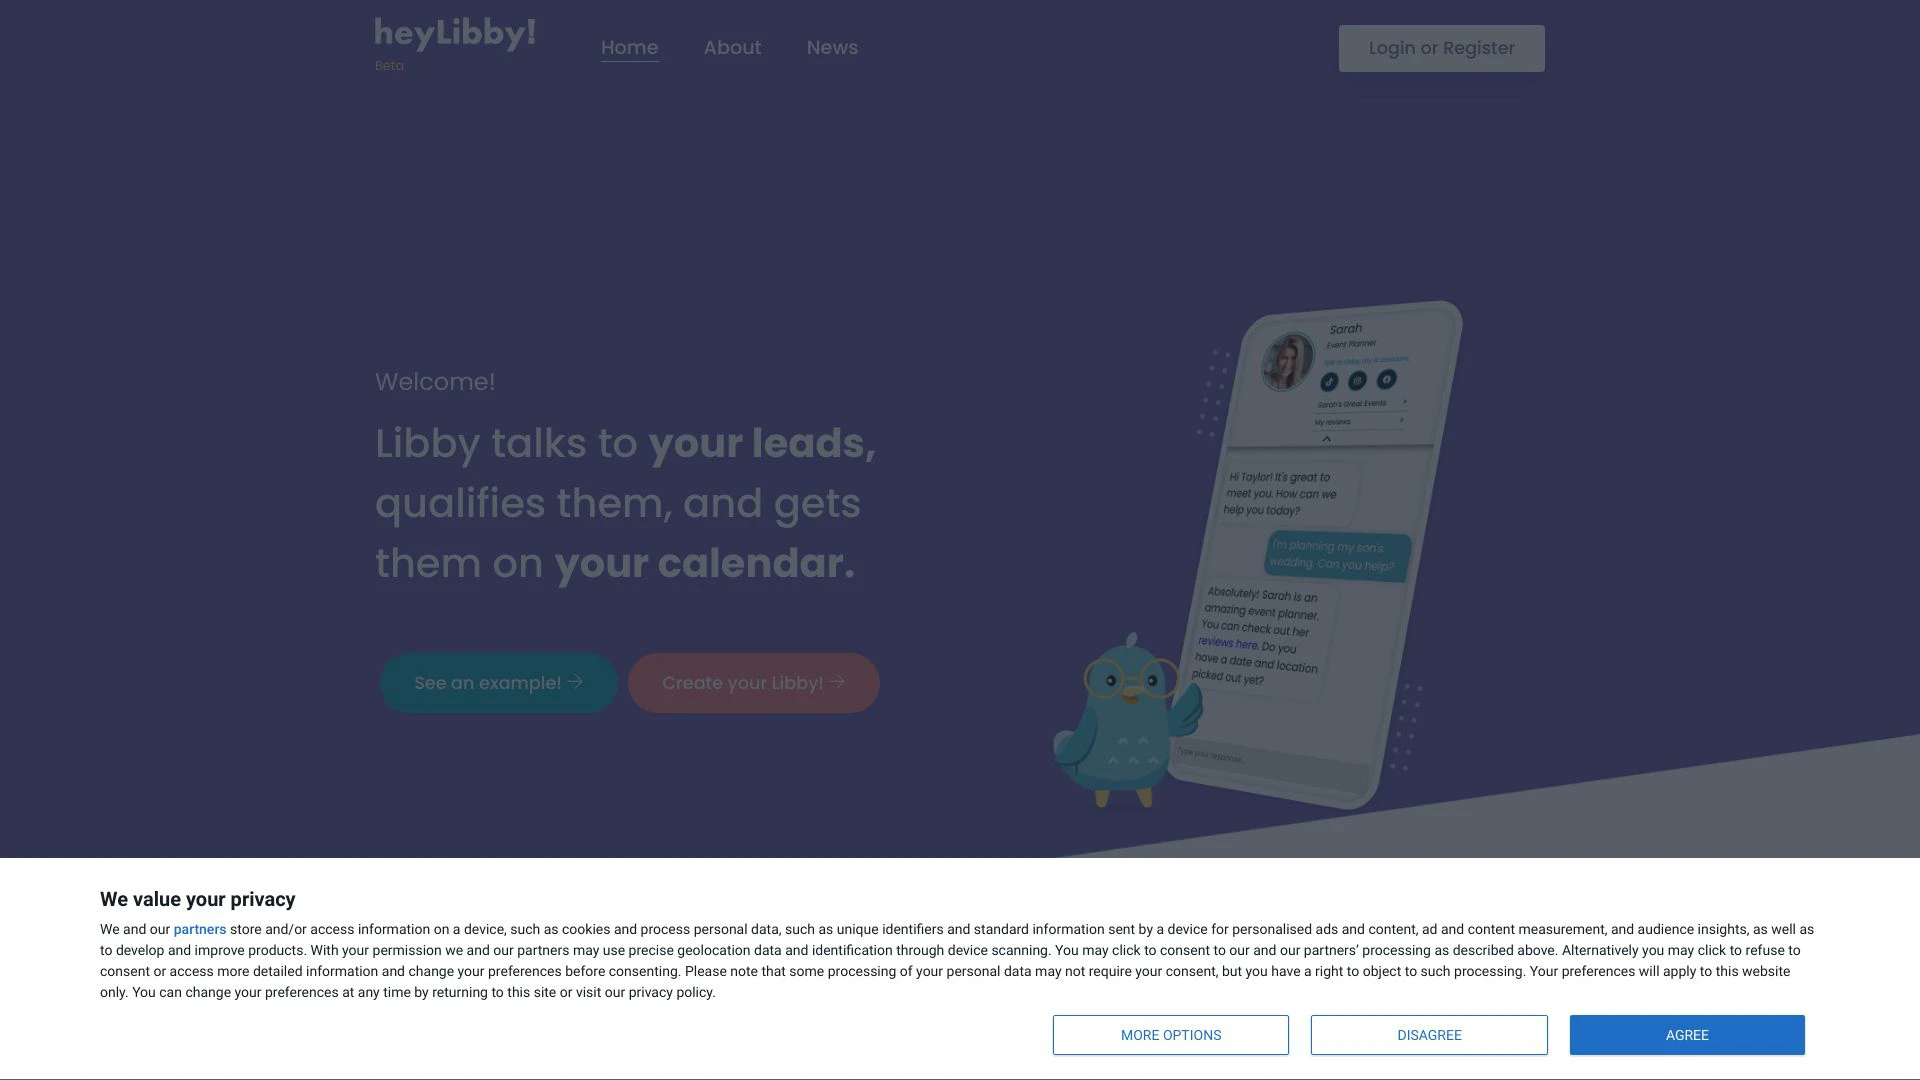 heyLibby!
Beta
Home
About
News
Login or Register
Welcome!
Libby talks to your leads,
qualifies them, and gets
them on your calendar.
See an example! →
Create your Libby! →
Sarah
Event Planner
Talk to Libby, my AI assistant
Sarah's Great Events
My reviews
Hi Taylor! It's great to
meet you. How can we
help you today?
I'm planning my son's
wedding. Can you help?
Absolutely! Sarah is an
amazing event planner.
You can check out her
reviews here. Do you
have a date and location
picked out yet?
Type your response...
We value your privacy
We and our partners store and/or access information on a device, such as cookies and process personal data, such as unique identifiers and standard information sent by a device for personalised ads and content, ad and content measurement, and audience insights, as well as
to develop and improve products. With your permission we and our partners may use precise geolocation data and identification through device scanning. You may click to consent to our and our partners’ processing as described above. Alternatively you may click to refuse to
consent or access more detailed information and change your preferences before consenting. Please note that some processing of your personal data may not require your consent, but you have a right to object to such processing. Your preferences will apply to this website
only. You can change your preferences at any time by returning to this site or visit our privacy policy.
MORE OPTIONS
DISAGREE
AGREE